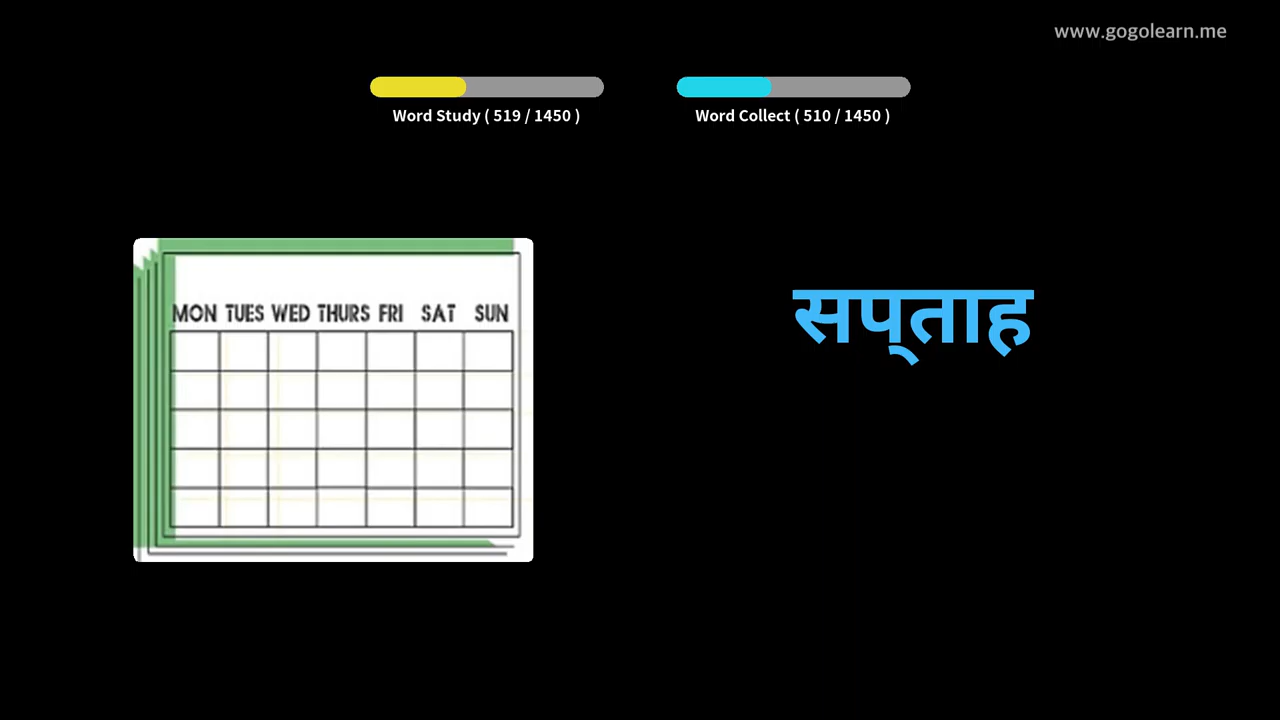 www.gogolearn.me
Word Study ( 519 / 1450 )
Word Collect ( 510 / 1450 )
MON TUES WED THURS FRI SAT SUN
सप्‌ताह